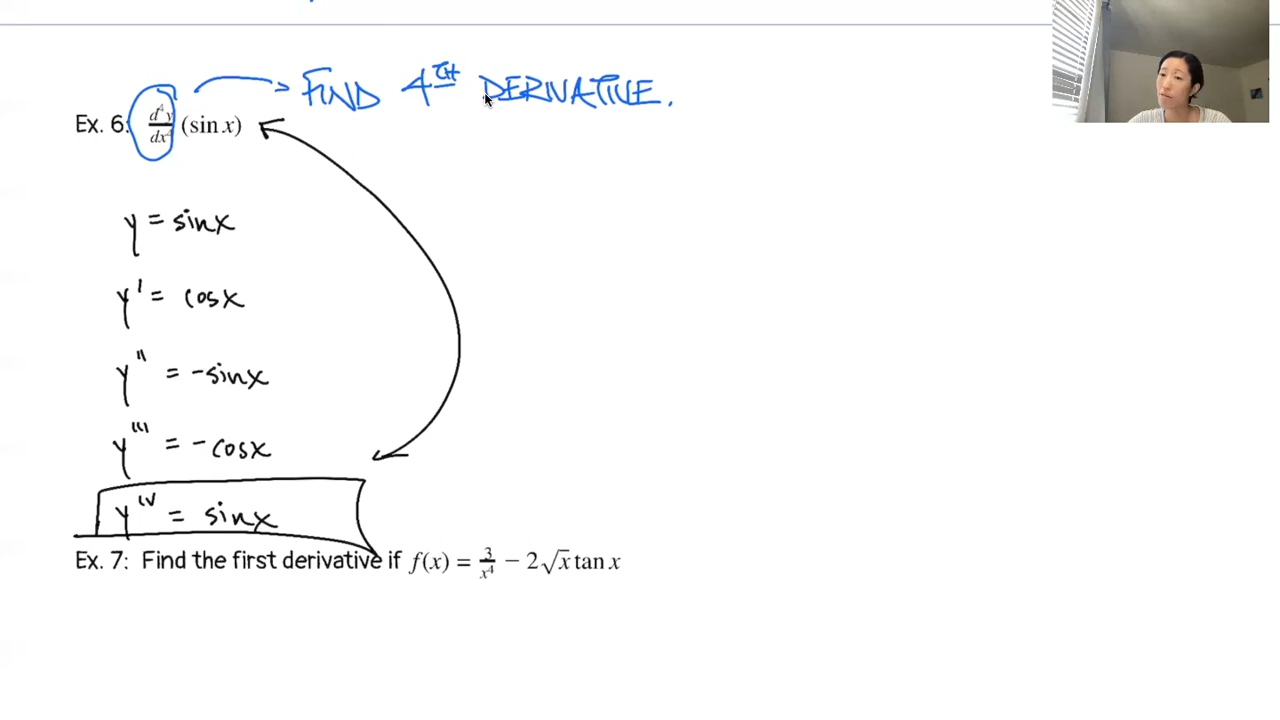 FIND 4TH DERIVATIVE.
Ex. 6: d⁴y/dx⁴ (sin x)
y = sinx
y' = cosx
y'' = -sinx
y''' = -cosx
y^IV = sinx
Ex. 7: Find the first derivative if f(x) = 3/x⁴ − 2√x tan x